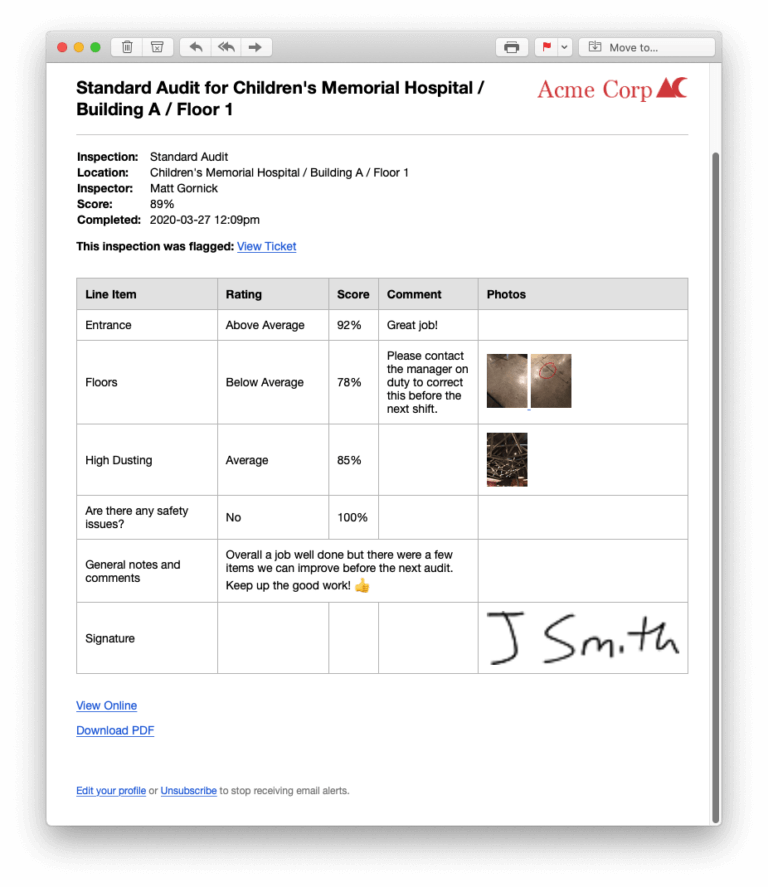 Move to...
Standard Audit for Children's Memorial Hospital /
Building A / Floor 1
Acme Corp
Inspection: Standard Audit
Location: Children's Memorial Hospital / Building A / Floor 1
Inspector: Matt Gornick
Score: 89%
Completed: 2020-03-27 12:09pm
This inspection was flagged: View Ticket
Line Item Rating Score Comment Photos
Entrance Above Average 92% Great job!
Floors Below Average 78% Please contact
the manager on
duty to correct
this before the
next shift.
High Dusting Average 85%
Are there any safety
issues? No 100%
General notes and
comments
Overall a job well done but there were a few
items we can improve before the next audit.
Keep up the good work! 👍
Signature J Smith
View Online
Download PDF
Edit your profile or Unsubscribe to stop receiving email alerts.